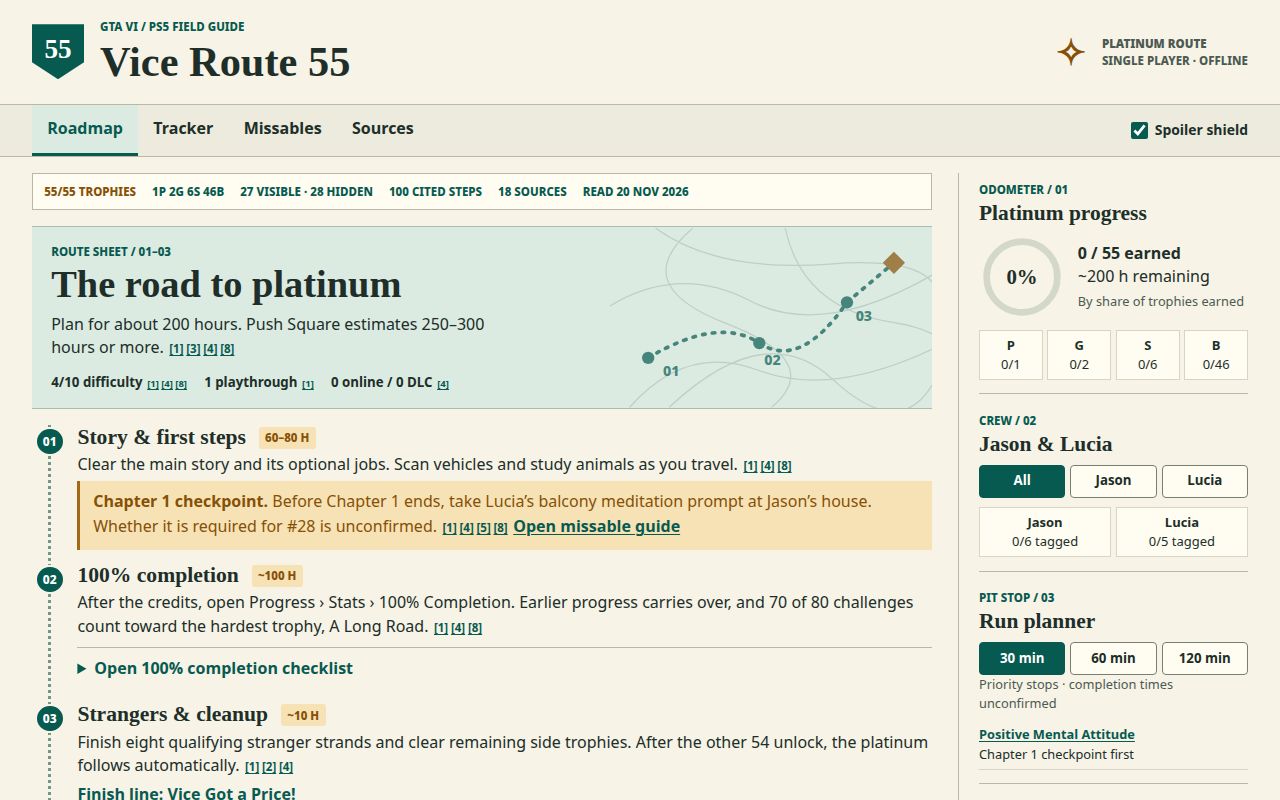 55
GTA VI / PS5 FIELD GUIDE
Vice Route 55
PLATINUM ROUTE
SINGLE PLAYER · OFFLINE
Roadmap
Tracker
Missables
Sources
Spoiler shield
55/55 TROPHIES 1P 2G 6S 46B 27 VISIBLE · 28 HIDDEN 100 CITED STEPS 18 SOURCES READ 20 NOV 2026
ROUTE SHEET / 01–03
The road to platinum
Plan for about 200 hours. Push Square estimates 250–300
hours or more. [1] [3] [4] [8]
4/10 difficulty [1] [4] [8] 1 playthrough [1] 0 online / 0 DLC [4]
01
02
03
01
Story & first steps 60–80 H
Clear the main story and its optional jobs. Scan vehicles and study animals as you travel. [1] [4] [8]
Chapter 1 checkpoint. Before Chapter 1 ends, take Lucia’s balcony meditation prompt at Jason’s house.
Whether it is required for #28 is unconfirmed. [1] [4] [5] [8] Open missable guide
02
100% completion ~100 H
After the credits, open Progress › Stats › 100% Completion. Earlier progress carries over, and 70 of 80 challenges
count toward the hardest trophy, A Long Road. [1] [4] [8]
Open 100% completion checklist
03
Strangers & cleanup ~10 H
Finish eight qualifying stranger strands and clear remaining side trophies. After the other 54 unlock, the platinum
follows automatically. [1] [2] [4]
Finish line: Vice Got a Price!
ODOMETER / 01
Platinum progress
0%
0 / 55 earned
~200 h remaining
By share of trophies earned
P G S B
0/1 0/2 0/6 0/46
CREW / 02
Jason & Lucia
All Jason Lucia
Jason Lucia
0/6 tagged 0/5 tagged
PIT STOP / 03
Run planner
30 min 60 min 120 min
Priority stops · completion times
unconfirmed
Positive Mental Attitude
Chapter 1 checkpoint first